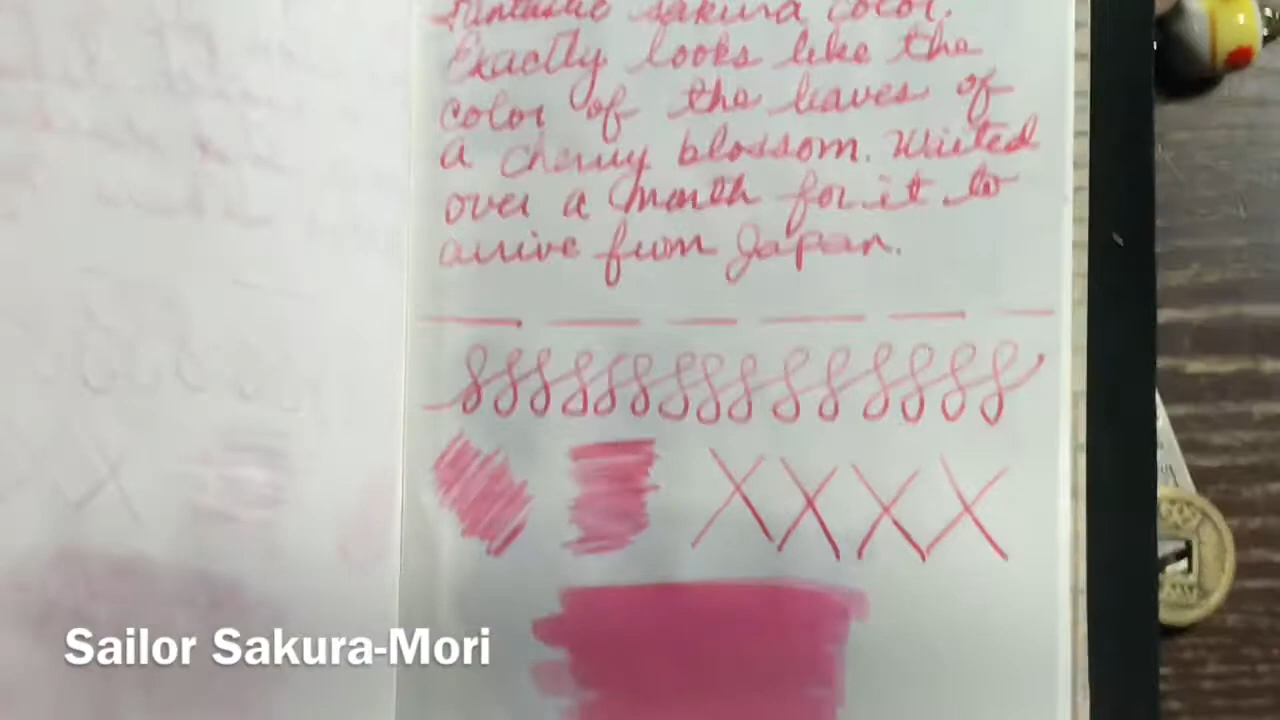 fantastic sakura color.
Exactly looks like the
color of the leaves of
a cherry blossom. Waited
over a month for it to
arrive from Japan.
XXXX
Sailor Sakura-Mori